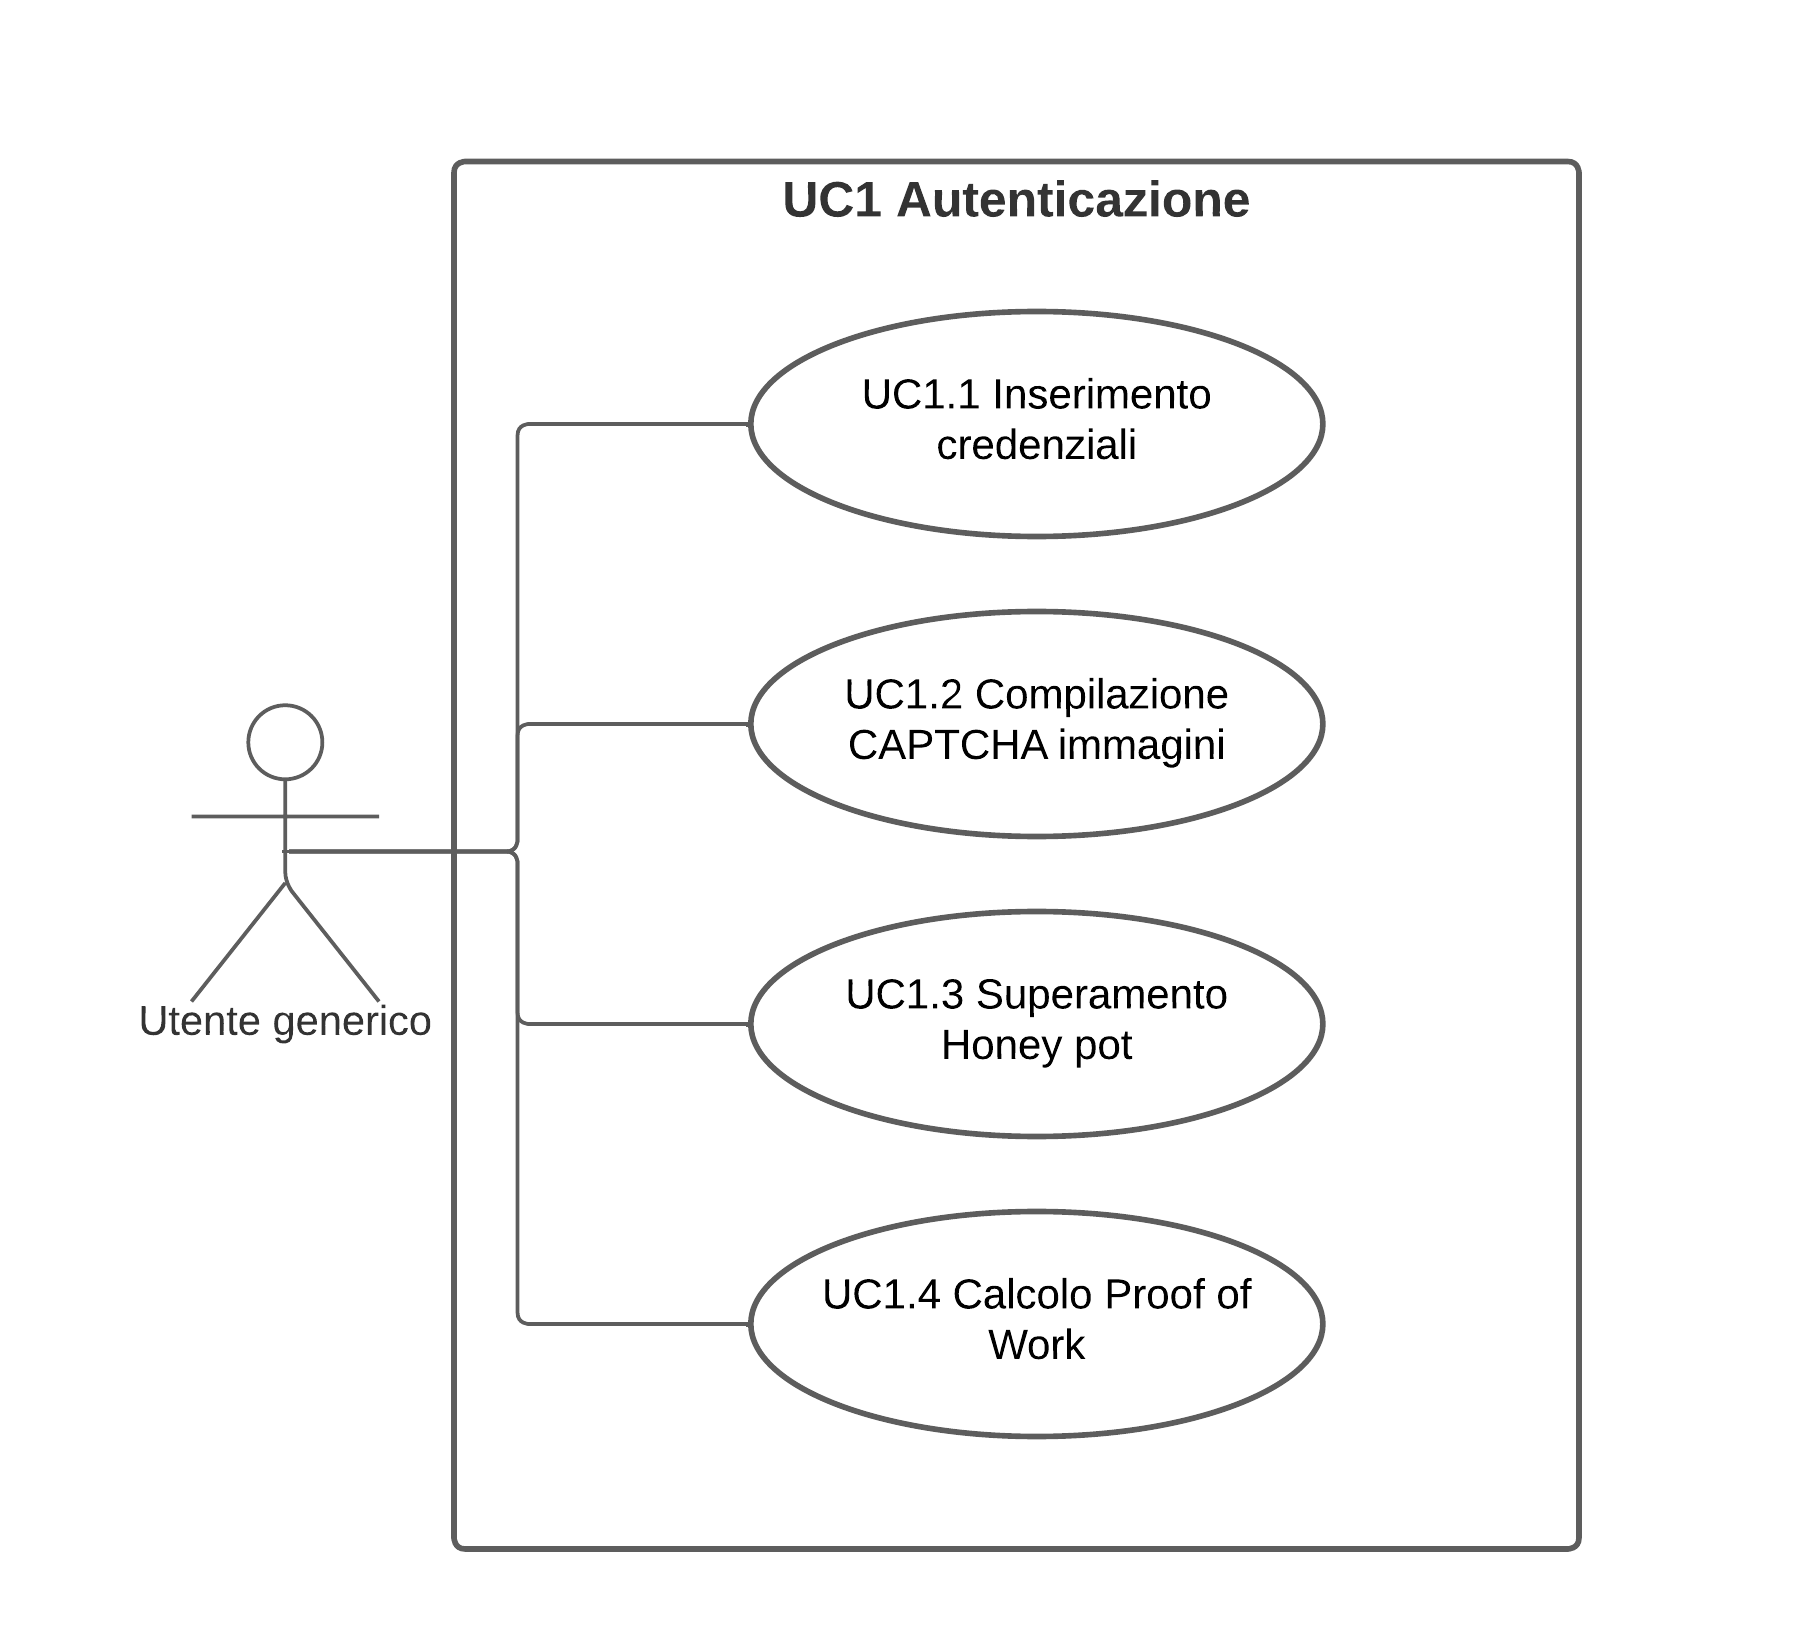 UC1 Autenticazione
UC1.1 Inserimento
credenziali
UC1.2 Compilazione
CAPTCHA immagini
UC1.3 Superamento
Honey pot
UC1.4 Calcolo Proof of
Work
Utente generico